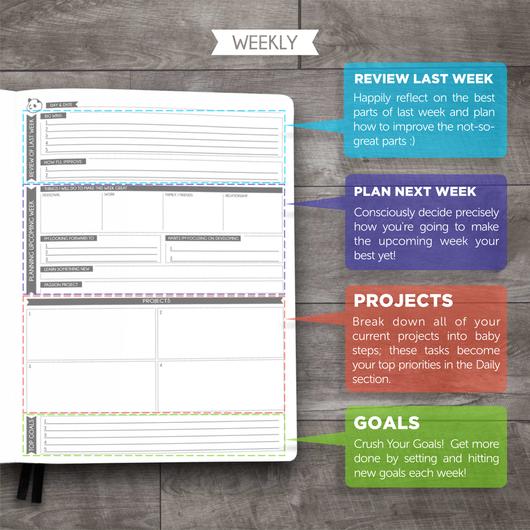 WEEKLY
DAY & DATE
REVIEW OF LAST WEEK
BIG WINS
1.
2.
3.
4.
5.
HOW I'LL IMPROVE
1.
2.
PLANNING UPCOMING WEEK
THINGS I WILL DO TO MAKE THIS WEEK GREAT
PERSONAL WORK FAMILY / FRIENDS RELATIONSHIP
I'M LOOKING FORWARD TO HABITS I'M FOCUSING ON DEVELOPING
LEARN SOMETHING NEW
PASSION PROJECT
PROJECTS
1 2
3 4
TOP GOALS
1.
2.
3.
4.
5.
REVIEW LAST WEEK
Happily reflect on the best
parts of last week and plan
how to improve the not-so-
great parts :)
PLAN NEXT WEEK
Consciously decide precisely
how you're going to make
the upcoming week your
best yet!
PROJECTS
Break down all of your
current projects into baby
steps; these tasks become
your top priorities in the Daily
section.
GOALS
Crush Your Goals! Get more
done by setting and hitting
new goals each week!